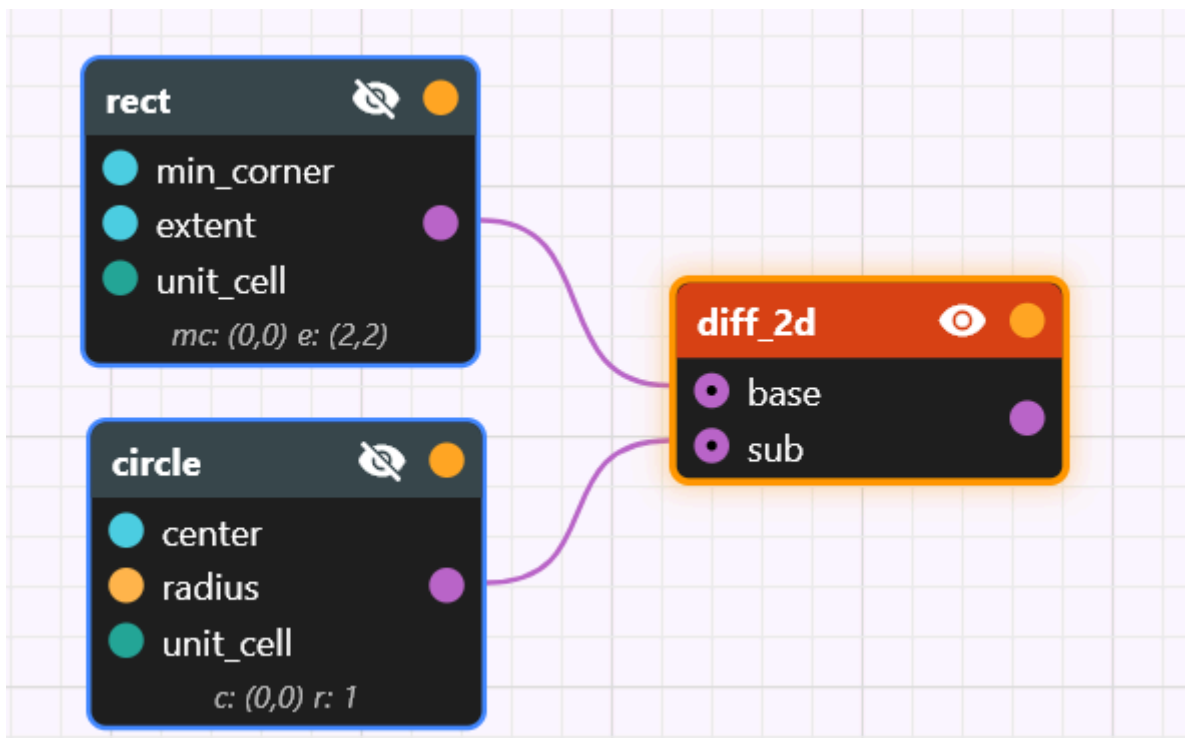 rect
min_corner
extent
unit_cell
mc: (0,0) e: (2,2)
circle
center
radius
unit_cell
c: (0,0) r: 1
diff_2d
base
sub